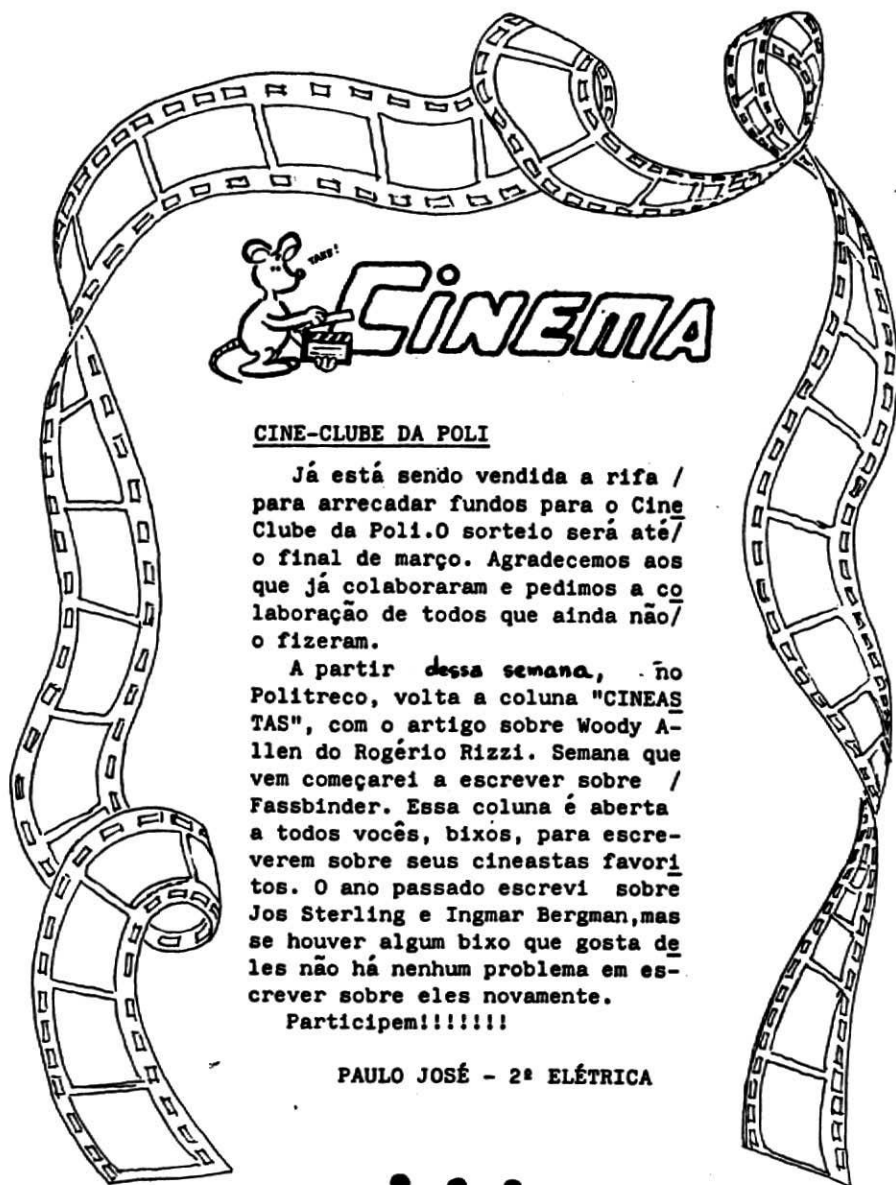 TAKE!
CINEMA
CINE-CLUBE DA POLI
Já está sendo vendida a rifa /
para arrecadar fundos para o Cine
Clube da Poli.O sorteio será até/
o final de março. Agradecemos aos
que já colaboraram e pedimos a co
laboração de todos que ainda não/
o fizeram.
A partir dessa semana, no
Politreco, volta a coluna "CINEAS
TAS", com o artigo sobre Woody A-
llen do Rogério Rizzi. Semana que
vem começarei a escrever sobre /
Fassbinder. Essa coluna é aberta
a todos vocês, bixos, para escre-
verem sobre seus cineastas favori
tos. O ano passado escrevi sobre
Jos Sterling e Ingmar Bergman,mas
se houver algum bixo que gosta de
les não há nenhum problema em es-
crever sobre eles novamente.
Participem!!!!!!!!
PAULO JOSÉ - 2ª ELÉTRICA